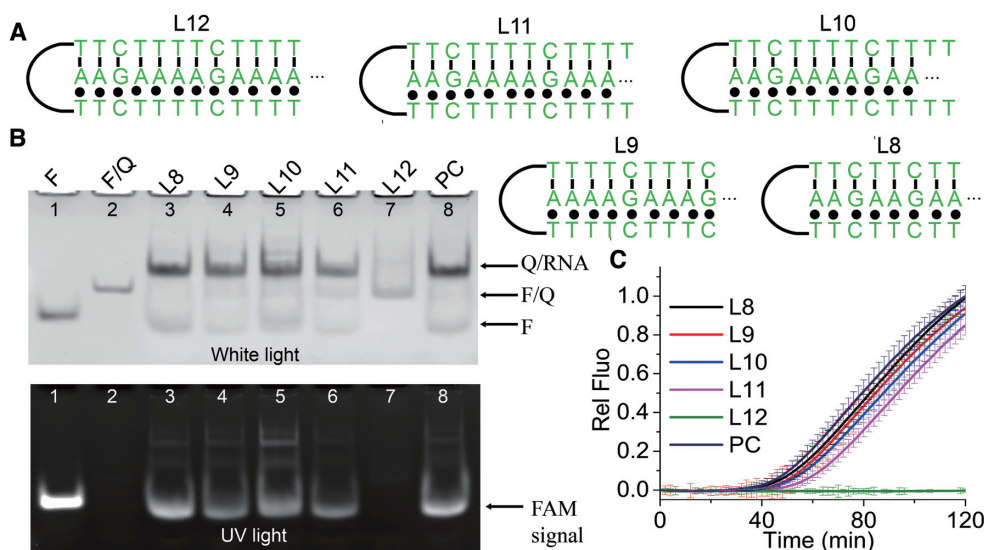 A
L12
TTCTTTTCTTTT
AAGAAAAGAAAA...
TTCTTTTCTTTT
L11
TTCTTTTCTTTT
AAGAAAAGAAA...
TTCTTTTCTTTT
L10
TTCTTTTCTTTT
AAGAAAAGAA...
TTCTTTTCTTTT
B
F F/Q L8 L9 L10 L11 L12 PC
1 2 3 4 5 6 7 8
Q/RNA
F/Q
F
White light
1 2 3 4 5 6 7 8
FAM
signal
UV light
L9
TTTTCTTTC
AAAAGAAAG...
TTTTCTTTC
L8
TTCTTCTT
AAGAAGAA...
TTCTTCTT
C
L8
L9
L10
L11
L12
PC
1.0
0.8
0.6
0.4
0.2
0.0
Rel Fluo
0 40 80 120
Time (min)